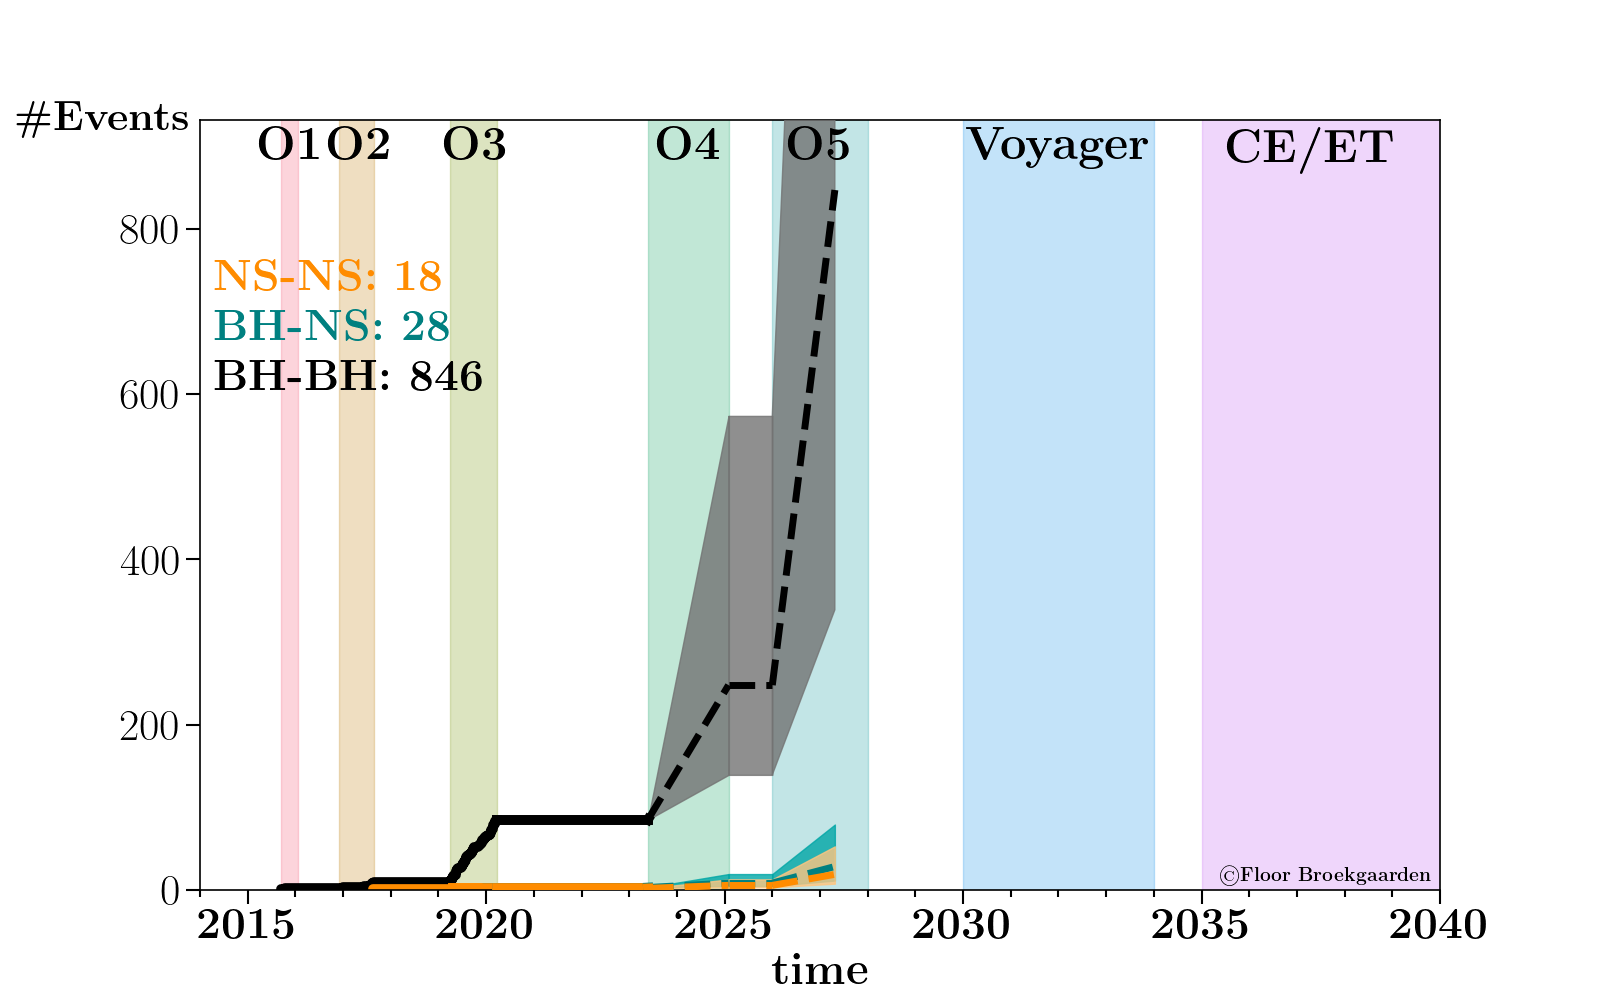 #Events
O1 O2 O3 O4 O5 Voyager CE/ET
800
NS-NS: 18
BH-NS: 28
BH-BH: 846
600
400
200
0
©Floor Broekgaarden
2015 2020 2025 2030 2035 2040
time